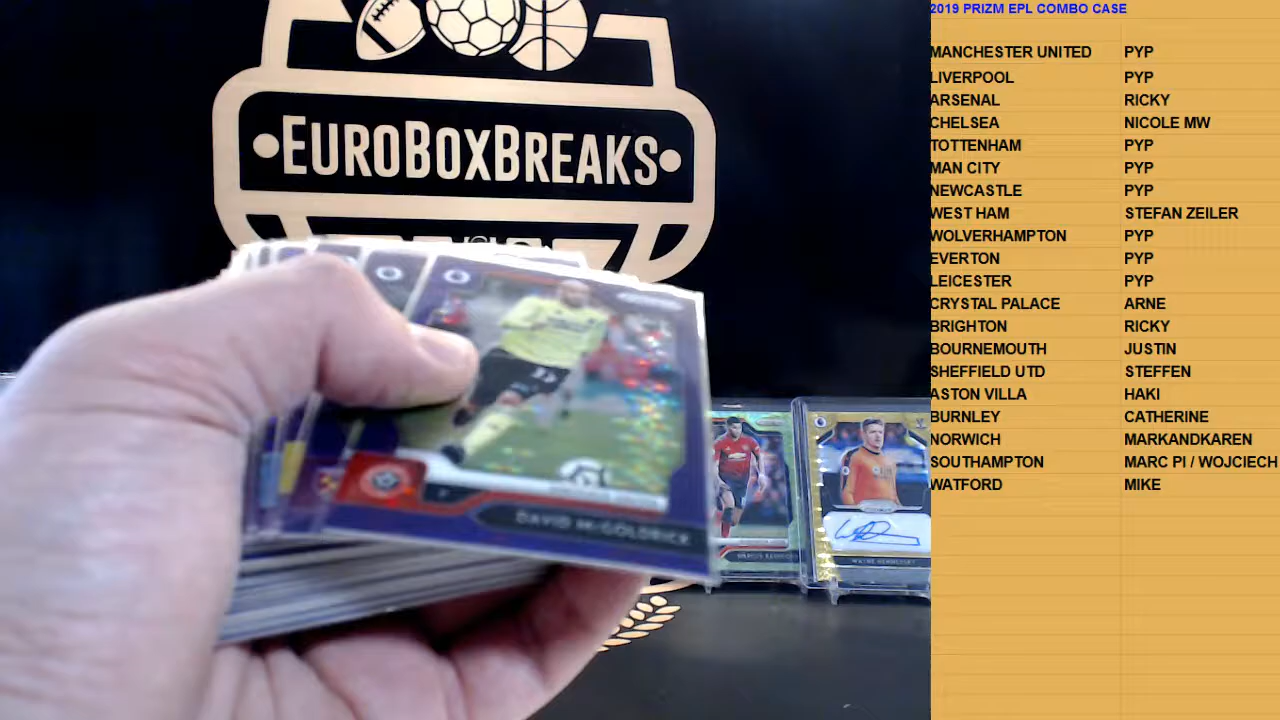 EUROBOXBREAKS
DAVID McGOLDRICK
2019 PRIZM EPL COMBO CASE
MANCHESTER UNITED PYP
LIVERPOOL PYP
ARSENAL RICKY
CHELSEA NICOLE MW
TOTTENHAM PYP
MAN CITY PYP
NEWCASTLE PYP
WEST HAM STEFAN ZEILER
WOLVERHAMPTON PYP
EVERTON PYP
LEICESTER PYP
CRYSTAL PALACE ARNE
BRIGHTON RICKY
BOURNEMOUTH JUSTIN
SHEFFIELD UTD STEFFEN
ASTON VILLA HAKI
BURNLEY CATHERINE
NORWICH MARKANDKAREN
SOUTHAMPTON MARC PI / WOJCIECH
WATFORD MIKE